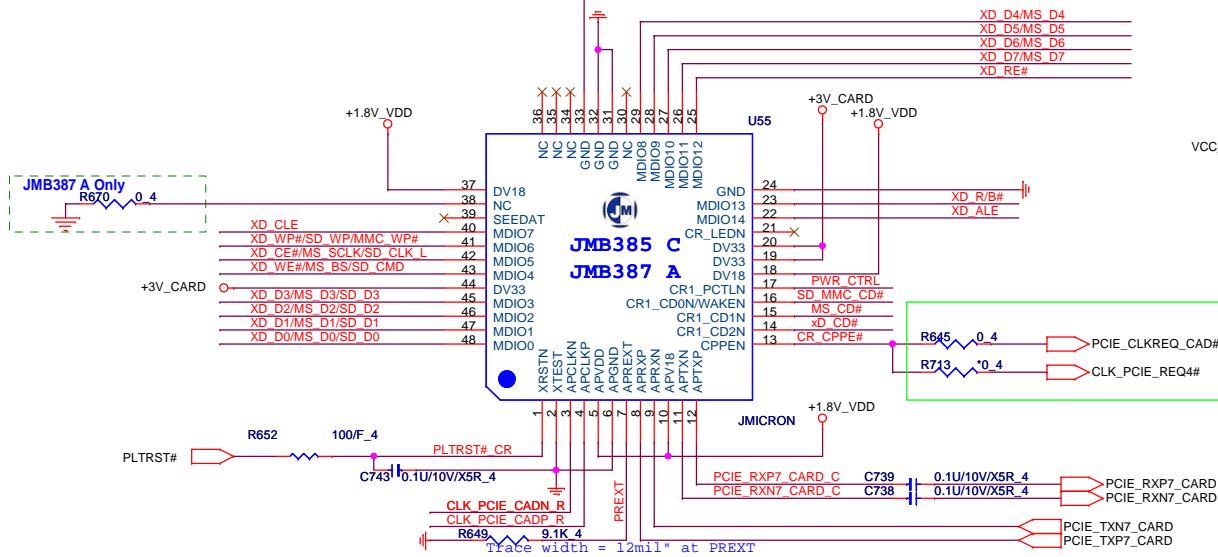 XD_D4/MS_D4
XD_D5/MS_D5
XD_D6/MS_D6
XD_D7/MS_D7
XD_RE#
+1.8V_VDD
+3V_CARD
+1.8V_VDD
U55
VCC_
36 35 34 33 32 31 30 29 28 27 26 25
NC NC NC GND GND GND NC MDIO8 MDIO9 MDIO10 MDIO11 MDIO12
JMB387 A Only
R670 0_4
37 DV18
38 NC
39 SEEDAT
XD_CLE 40 MDIO7
XD_WP#/SD_WP/MMC_WP# 41 MDIO6
XD_CE#/MS_SCLK/SD_CLK_L 42 MDIO5
XD_WE#/MS_BS/SD_CMD 43 MDIO4
+3V_CARD 44 DV33
XD_D3/MS_D3/SD_D3 45 MDIO3
XD_D2/MS_D2/SD_D2 46 MDIO2
XD_D1/MS_D1/SD_D1 47 MDIO1
XD_D0/MS_D0/SD_D0 48 MDIO0
JM
JMB385 C
JMB387 A
GND 24
MDIO13 23 XD_R/B#
MDIO14 22 XD_ALE
CR_LEDN 21
DV33 20
DV33 19
DV18 18
CR1_PCTLN 17 PWR_CTRL
CR1_CD0N/WAKEN 16 SD_MMC_CD#
CR1_CD1N 15 MS_CD#
CR1_CD2N 14 xD_CD#
CPPEN 13 CR_CPPE#
R645 0_4 PCIE_CLKREQ_CAD#
R713 *0_4 CLK_PCIE_REQ4#
XRSTN XTEST APCLKN APCLKP APVDD APGND APREXT APRXP APRXN APV18 APTXN APTXP
1 2 3 4 5 6 7 8 9 10 11 12
JMICRON
+1.8V_VDD
PLTRST# R652 100/F_4 PLTRST#_CR
C743 0.1U/10V/X5R_4
PREXT
PCIE_RXP7_CARD_C C739 0.1U/10V/X5R_4 PCIE_RXP7_CARD
PCIE_RXN7_CARD_C C738 0.1U/10V/X5R_4 PCIE_RXN7_CARD
CLK_PCIE_CADN_R
CLK_PCIE_CADP_R
PCIE_TXN7_CARD
R649 9.1K_4
PCIE_TXP7_CARD
Trace width = 12mil" at PREXT